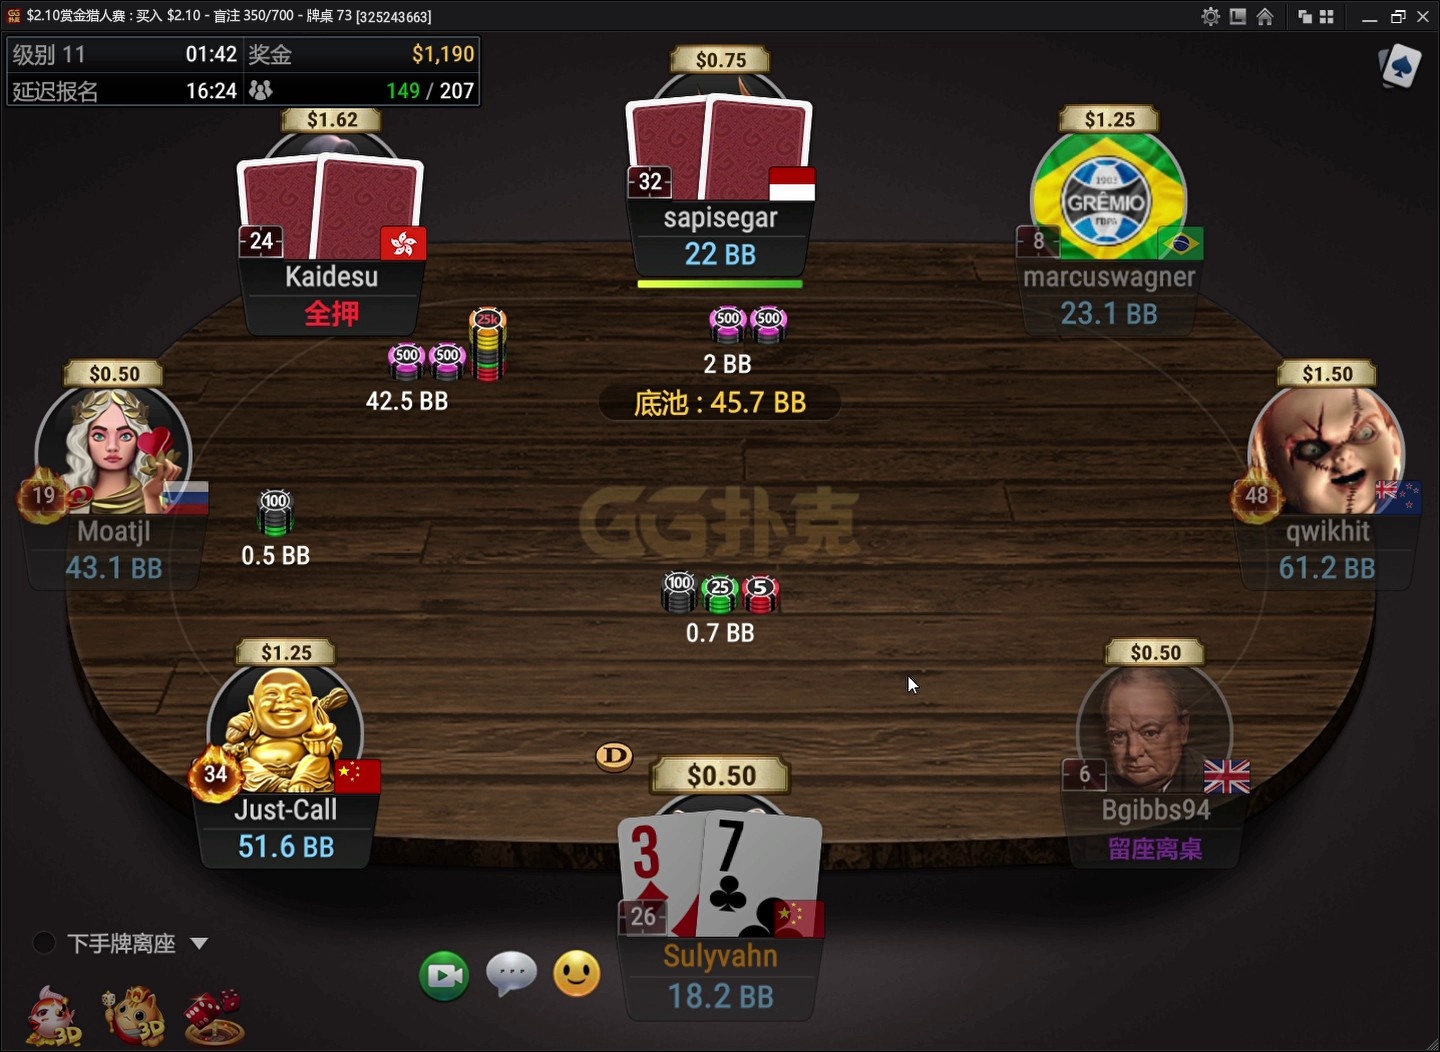 $2.10赏金猎人赛 : 买入 $2.10 - 盲注 350/700 - 牌桌 73 [325243663]
级别 11 01:42 奖金 $1,190
延迟报名 16:24 149 / 207
$0.75
32
sapisegar
22 BB
$1.62
24
Kaidesu
全押
$1.25
1903
GRÊMIO
FBPA
8
marcuswagner
23.1 BB
500 500
2 BB
500 500 25k
42.5 BB
底池 : 45.7 BB
$0.50
19
Moatjl
43.1 BB
100
0.5 BB
$1.50
48
qwikhit
61.2 BB
GG扑克
100 25 5
0.7 BB
$1.25
34
Just-Call
51.6 BB
D
$0.50
3 7
26
Sulyvahn
18.2 BB
$0.50
6
Bgibbs94
留座离桌
下手牌离座
3D 3D